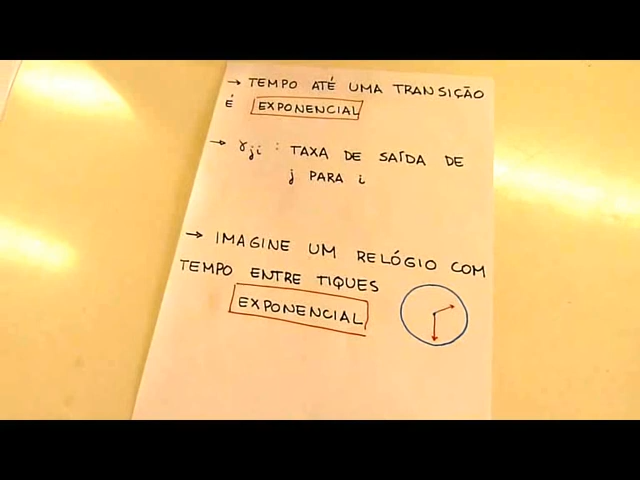 → TEMPO ATÉ UMA TRANSIÇÃO
É EXPONENCIAL
→ γji : TAXA DE SAÍDA DE
j PARA i
→ IMAGINE UM RELÓGIO COM
TEMPO ENTRE TIQUES
EXPONENCIAL